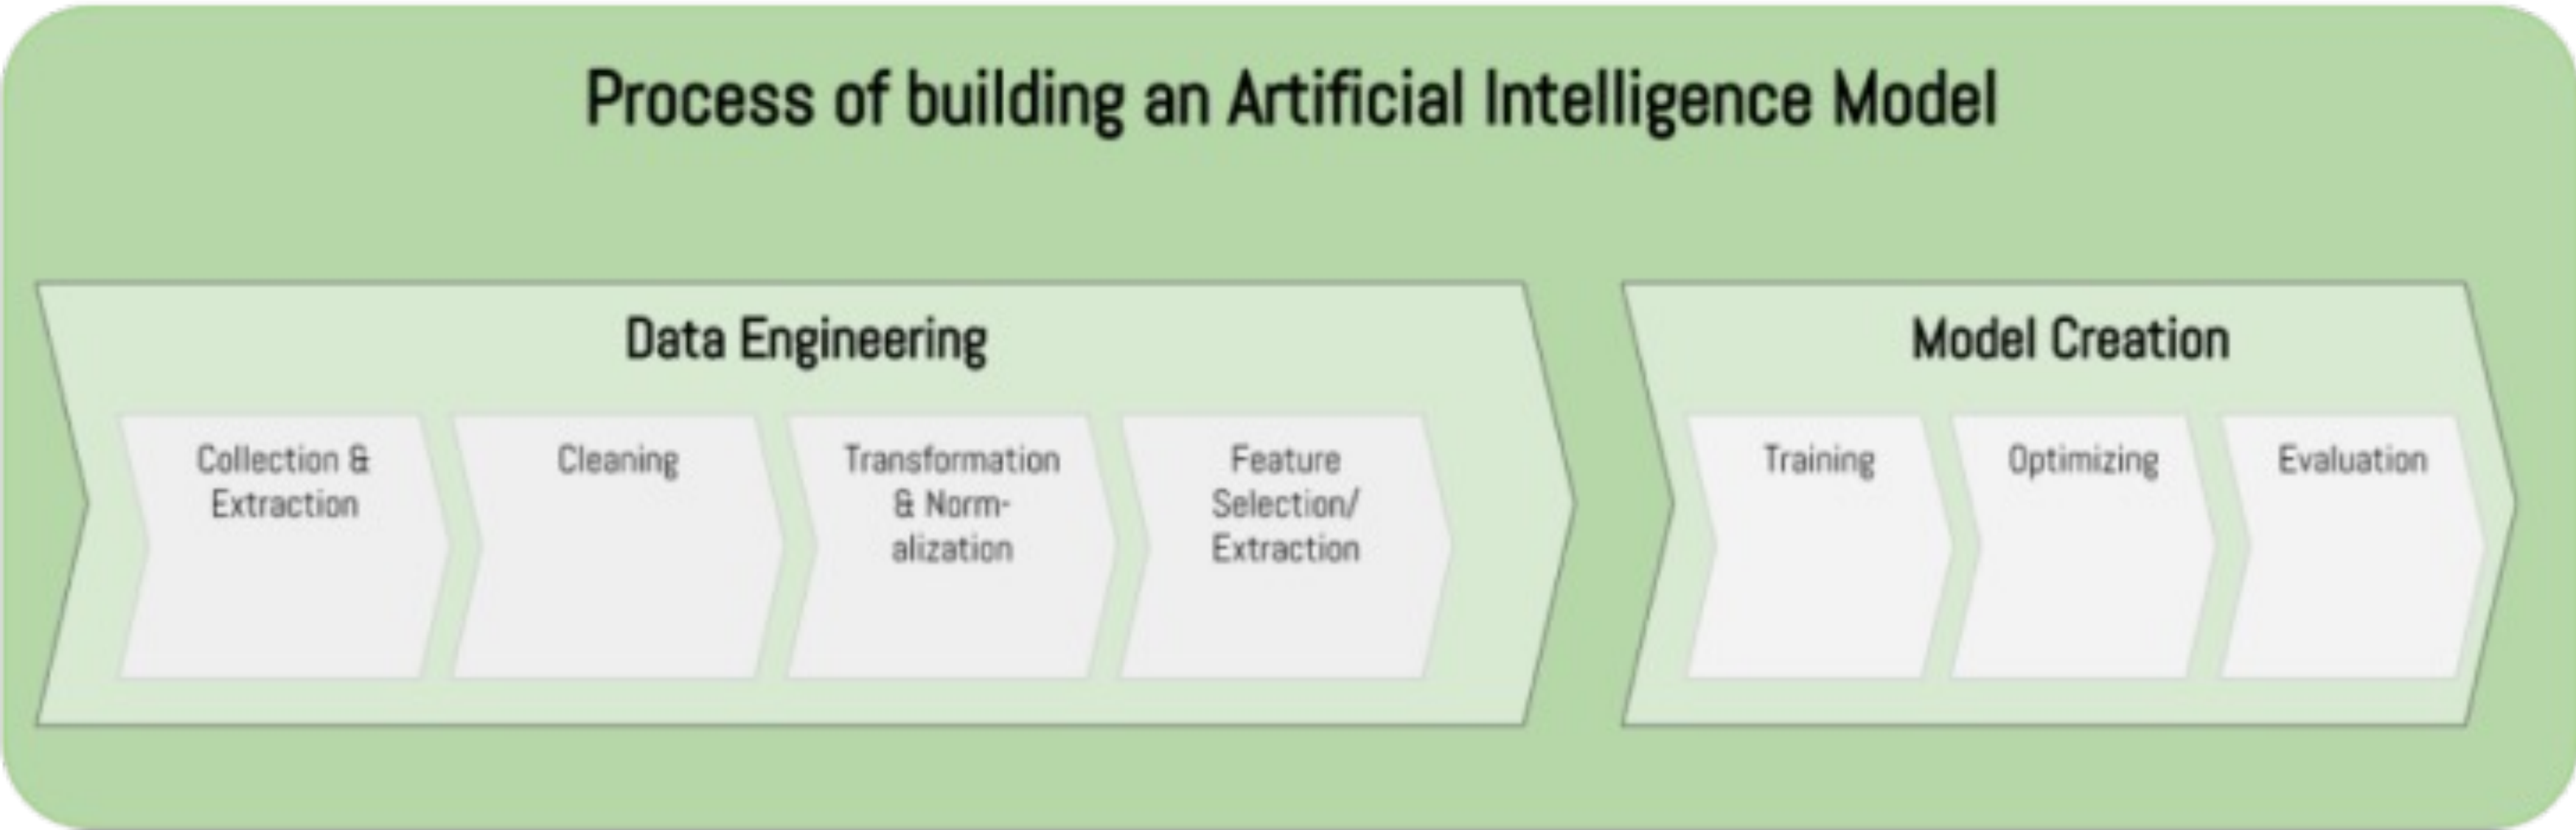 Process of building an Artificial Intelligence Model
Data Engineering
Collection &
Extraction
Cleaning
Transformation
& Norm-
alization
Feature
Selection/
Extraction
Model Creation
Training
Optimizing
Evaluation